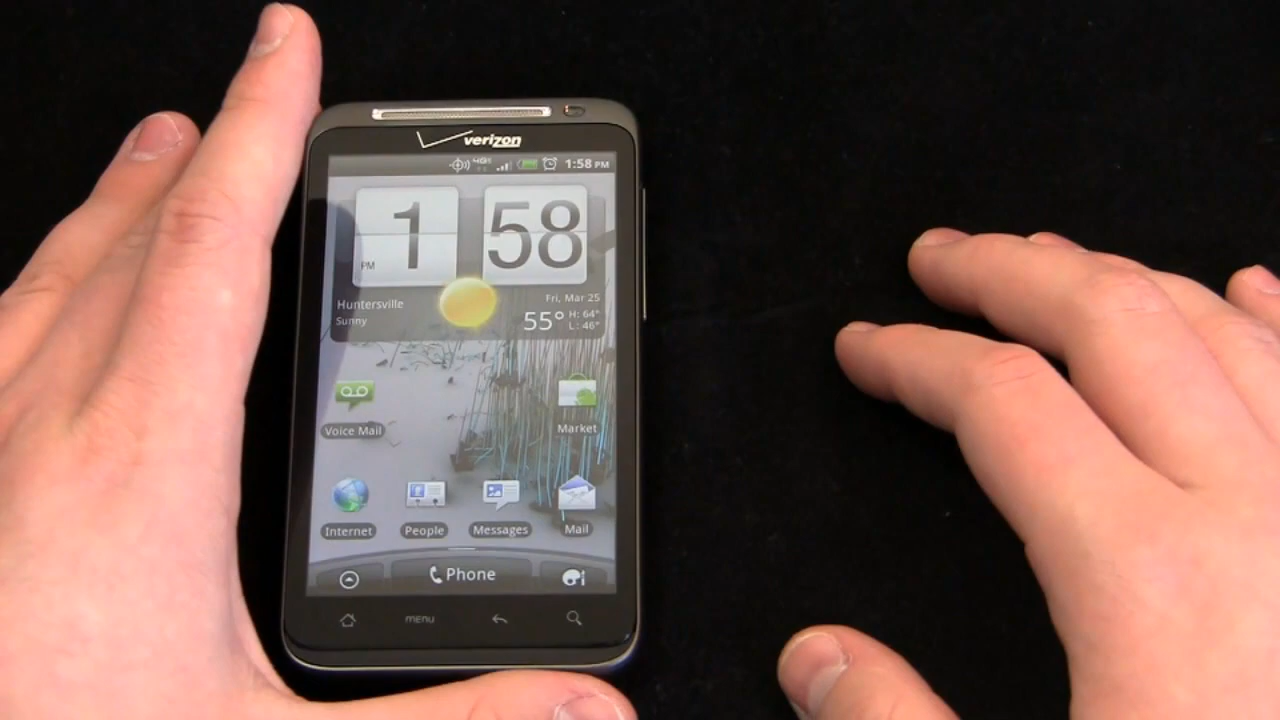 verizon
4G 1:58 PM
1 58
PM
Huntersville Fri, Mar 25
Sunny 55° H: 64°
L: 46°
Voice Mail Market
Internet People Messages Mail
Phone
menu